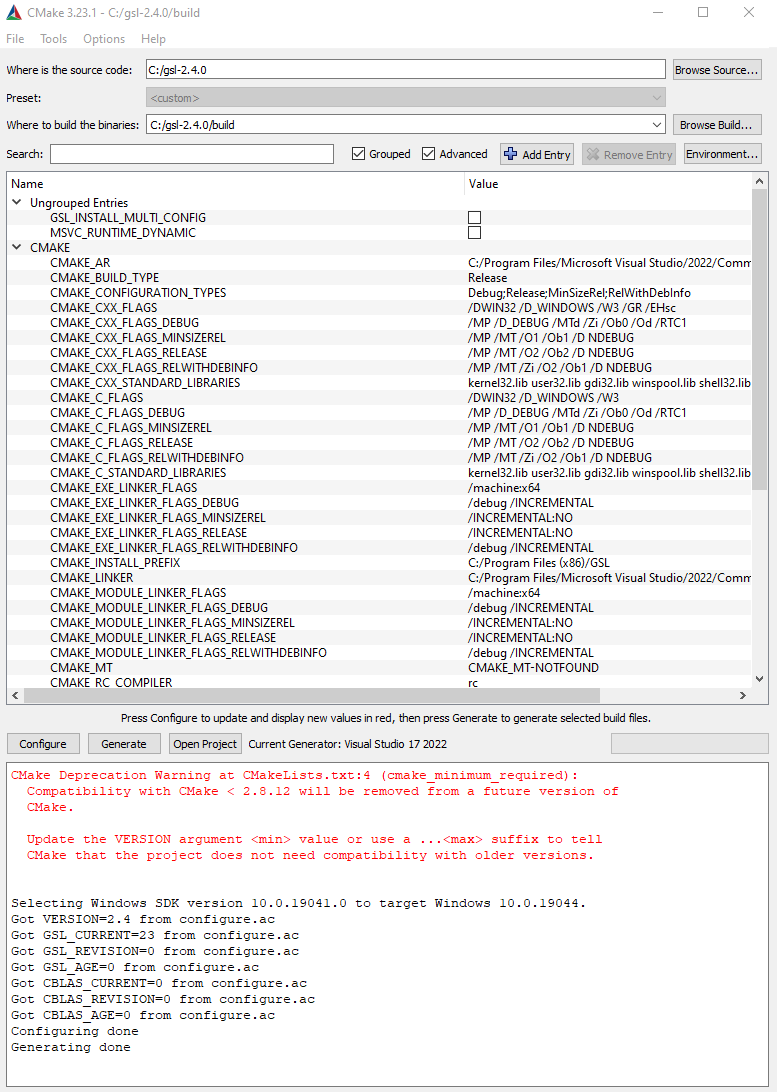 CMake 3.23.1 - C:/gsl-2.4.0/build
File Tools Options Help
Where is the source code: C:/gsl-2.4.0 Browse Source...
Preset: <custom>
Where to build the binaries: C:/gsl-2.4.0/build Browse Build...
Search: Grouped Advanced Add Entry Remove Entry Environment...
Name Value
Ungrouped Entries
GSL_INSTALL_MULTI_CONFIG
MSVC_RUNTIME_DYNAMIC
CMAKE
CMAKE_AR C:/Program Files/Microsoft Visual Studio/2022/Comm
CMAKE_BUILD_TYPE Release
CMAKE_CONFIGURATION_TYPES Debug;Release;MinSizeRel;RelWithDebInfo
CMAKE_CXX_FLAGS /DWIN32 /D_WINDOWS /W3 /GR /EHsc
CMAKE_CXX_FLAGS_DEBUG /MP /D_DEBUG /MTd /Zi /Ob0 /Od /RTC1
CMAKE_CXX_FLAGS_MINSIZEREL /MP /MT /O1 /Ob1 /D NDEBUG
CMAKE_CXX_FLAGS_RELEASE /MP /MT /O2 /Ob2 /D NDEBUG
CMAKE_CXX_FLAGS_RELWITHDEBINFO /MP /MT /Zi /O2 /Ob1 /D NDEBUG
CMAKE_CXX_STANDARD_LIBRARIES kernel32.lib user32.lib gdi32.lib winspool.lib shell32.lib
CMAKE_C_FLAGS /DWIN32 /D_WINDOWS /W3
CMAKE_C_FLAGS_DEBUG /MP /D_DEBUG /MTd /Zi /Ob0 /Od /RTC1
CMAKE_C_FLAGS_MINSIZEREL /MP /MT /O1 /Ob1 /D NDEBUG
CMAKE_C_FLAGS_RELEASE /MP /MT /O2 /Ob2 /D NDEBUG
CMAKE_C_FLAGS_RELWITHDEBINFO /MP /MT /Zi /O2 /Ob1 /D NDEBUG
CMAKE_C_STANDARD_LIBRARIES kernel32.lib user32.lib gdi32.lib winspool.lib shell32.lib
CMAKE_EXE_LINKER_FLAGS /machine:x64
CMAKE_EXE_LINKER_FLAGS_DEBUG /debug /INCREMENTAL
CMAKE_EXE_LINKER_FLAGS_MINSIZEREL /INCREMENTAL:NO
CMAKE_EXE_LINKER_FLAGS_RELEASE /INCREMENTAL:NO
CMAKE_EXE_LINKER_FLAGS_RELWITHDEBINFO /debug /INCREMENTAL
CMAKE_INSTALL_PREFIX C:/Program Files (x86)/GSL
CMAKE_LINKER C:/Program Files/Microsoft Visual Studio/2022/Comm
CMAKE_MODULE_LINKER_FLAGS /machine:x64
CMAKE_MODULE_LINKER_FLAGS_DEBUG /debug /INCREMENTAL
CMAKE_MODULE_LINKER_FLAGS_MINSIZEREL /INCREMENTAL:NO
CMAKE_MODULE_LINKER_FLAGS_RELEASE /INCREMENTAL:NO
CMAKE_MODULE_LINKER_FLAGS_RELWITHDEBINFO /debug /INCREMENTAL
CMAKE_MT CMAKE_MT-NOTFOUND
CMAKE_RC_COMPILER rc
Press Configure to update and display new values in red, then press Generate to generate selected build files.
Configure Generate Open Project Current Generator: Visual Studio 17 2022
CMake Deprecation Warning at CMakeLists.txt:4 (cmake_minimum_required):
Compatibility with CMake < 2.8.12 will be removed from a future version of
CMake.
Update the VERSION argument <min> value or use a ...<max> suffix to tell
CMake that the project does not need compatibility with older versions.
Selecting Windows SDK version 10.0.19041.0 to target Windows 10.0.19044.
Got VERSION=2.4 from configure.ac
Got GSL_CURRENT=23 from configure.ac
Got GSL_REVISION=0 from configure.ac
Got GSL_AGE=0 from configure.ac
Got CBLAS_CURRENT=0 from configure.ac
Got CBLAS_REVISION=0 from configure.ac
Got CBLAS_AGE=0 from configure.ac
Configuring done
Generating done